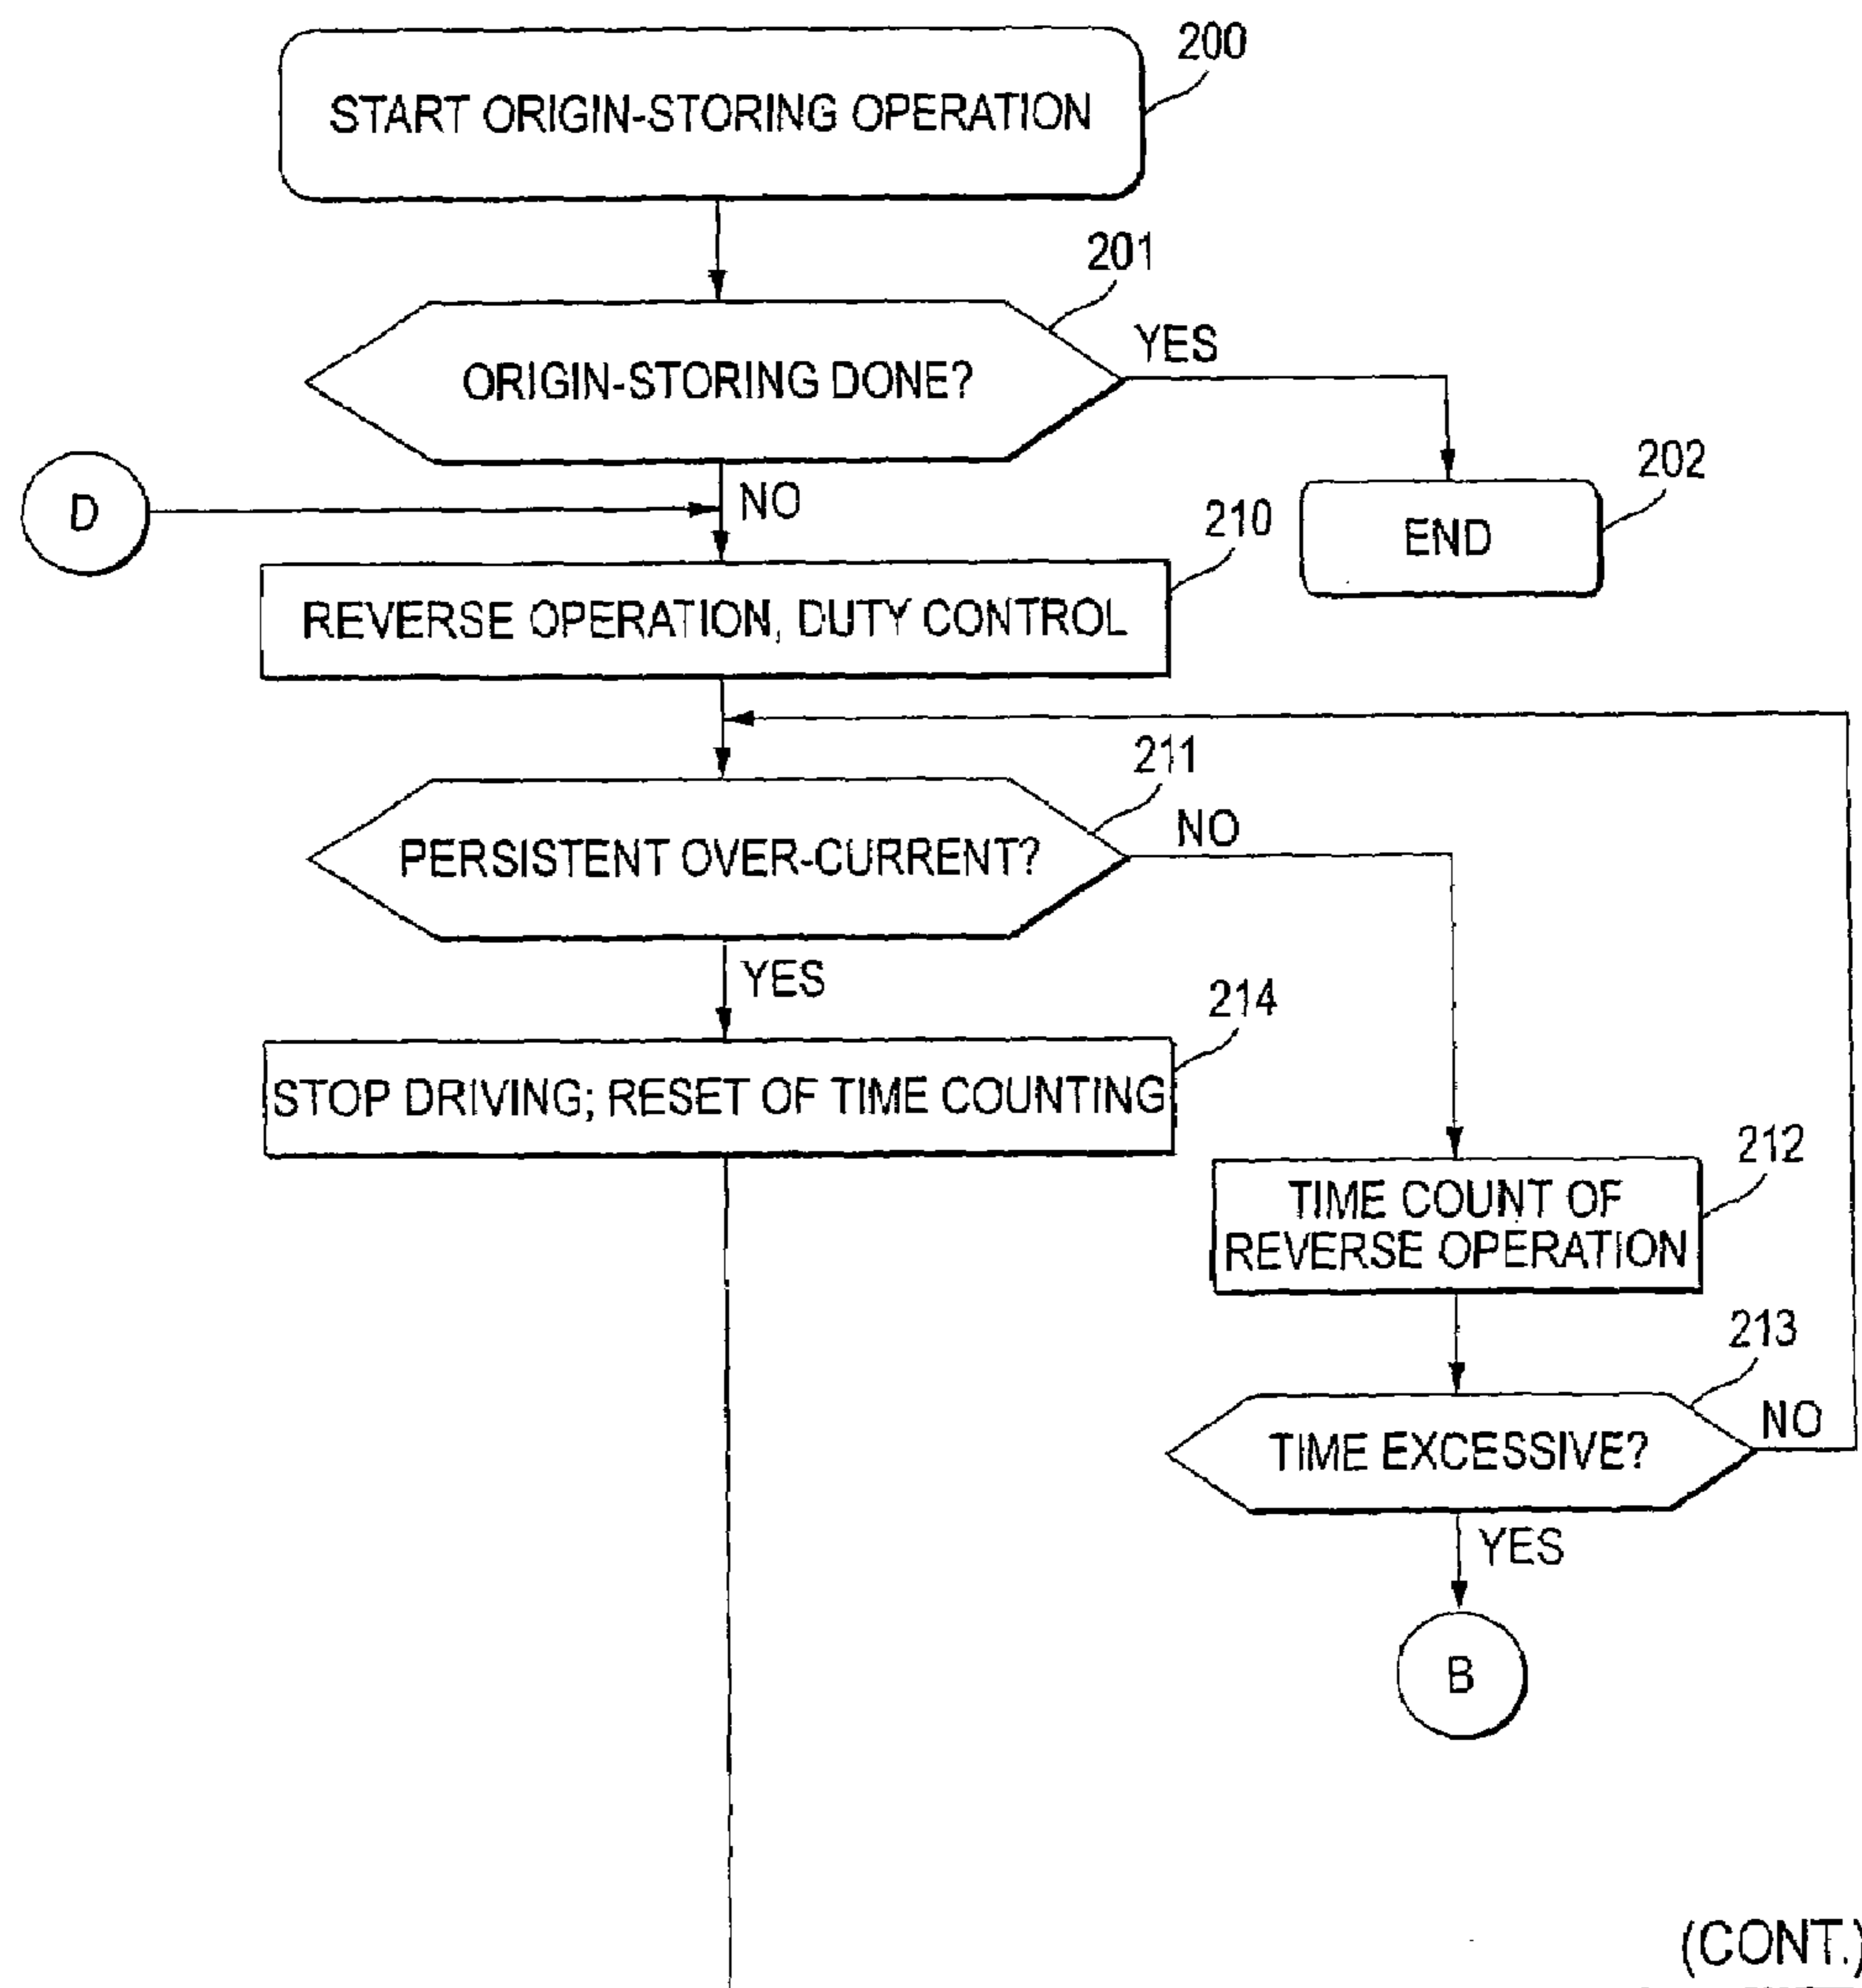 200
START ORIGIN-STORING OPERATION
201
YES
ORIGIN-STORING DONE?
202
D
NO
END
210
REVERSE OPERATION, DUTY CONTROL
211
NO
PERSISTENT OVER-CURRENT?
YES
214
STOP DRIVING; RESET OF TIME COUNTING
212
TIME COUNT OF
REVERSE OPERATION
213
NO
TIME EXCESSIVE?
YES
B
(CONT.)